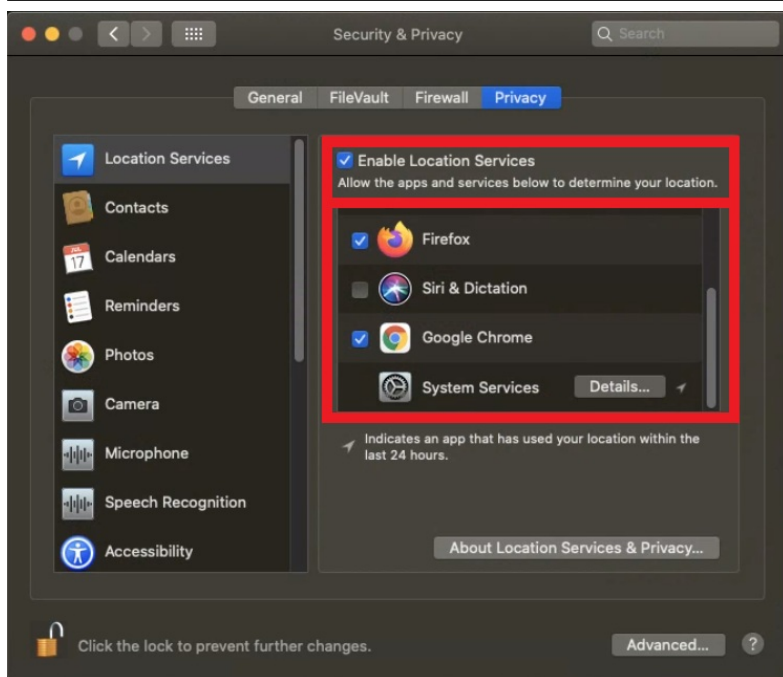 Security & Privacy
Search
General
FileVault
Firewall
Privacy
Location Services
Contacts
JUL
17
Calendars
Reminders
Photos
Camera
Microphone
Speech Recognition
Accessibility
Enable Location Services
Allow the apps and services below to determine your location.
Firefox
Siri & Dictation
Google Chrome
System Services
Details...
Indicates an app that has used your location within the
last 24 hours.
About Location Services & Privacy...
Click the lock to prevent further changes.
Advanced...
?